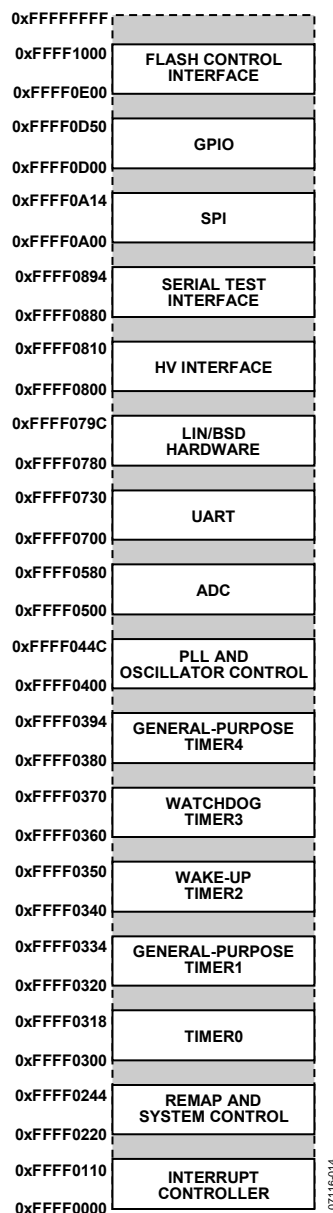 0xFFFFFFFF
0xFFFF1000
FLASH CONTROL
INTERFACE
0xFFFF0E00
0xFFFF0D50
GPIO
0xFFFF0D00
0xFFFF0A14
SPI
0xFFFF0A00
0xFFFF0894
SERIAL TEST
INTERFACE
0xFFFF0880
0xFFFF0810
HV INTERFACE
0xFFFF0800
0xFFFF079C
LIN/BSD
HARDWARE
0xFFFF0780
0xFFFF0730
UART
0xFFFF0700
0xFFFF0580
ADC
0xFFFF0500
0xFFFF044C
PLL AND
OSCILLATOR CONTROL
0xFFFF0400
0xFFFF0394
GENERAL-PURPOSE
TIMER4
0xFFFF0380
0xFFFF0370
WATCHDOG
TIMER3
0xFFFF0360
0xFFFF0350
WAKE-UP
TIMER2
0xFFFF0340
0xFFFF0334
GENERAL-PURPOSE
TIMER1
0xFFFF0320
0xFFFF0318
TIMER0
0xFFFF0300
0xFFFF0244
REMAP AND
SYSTEM CONTROL
0xFFFF0220
0xFFFF0110
INTERRUPT
CONTROLLER
0xFFFF0000
07116-014